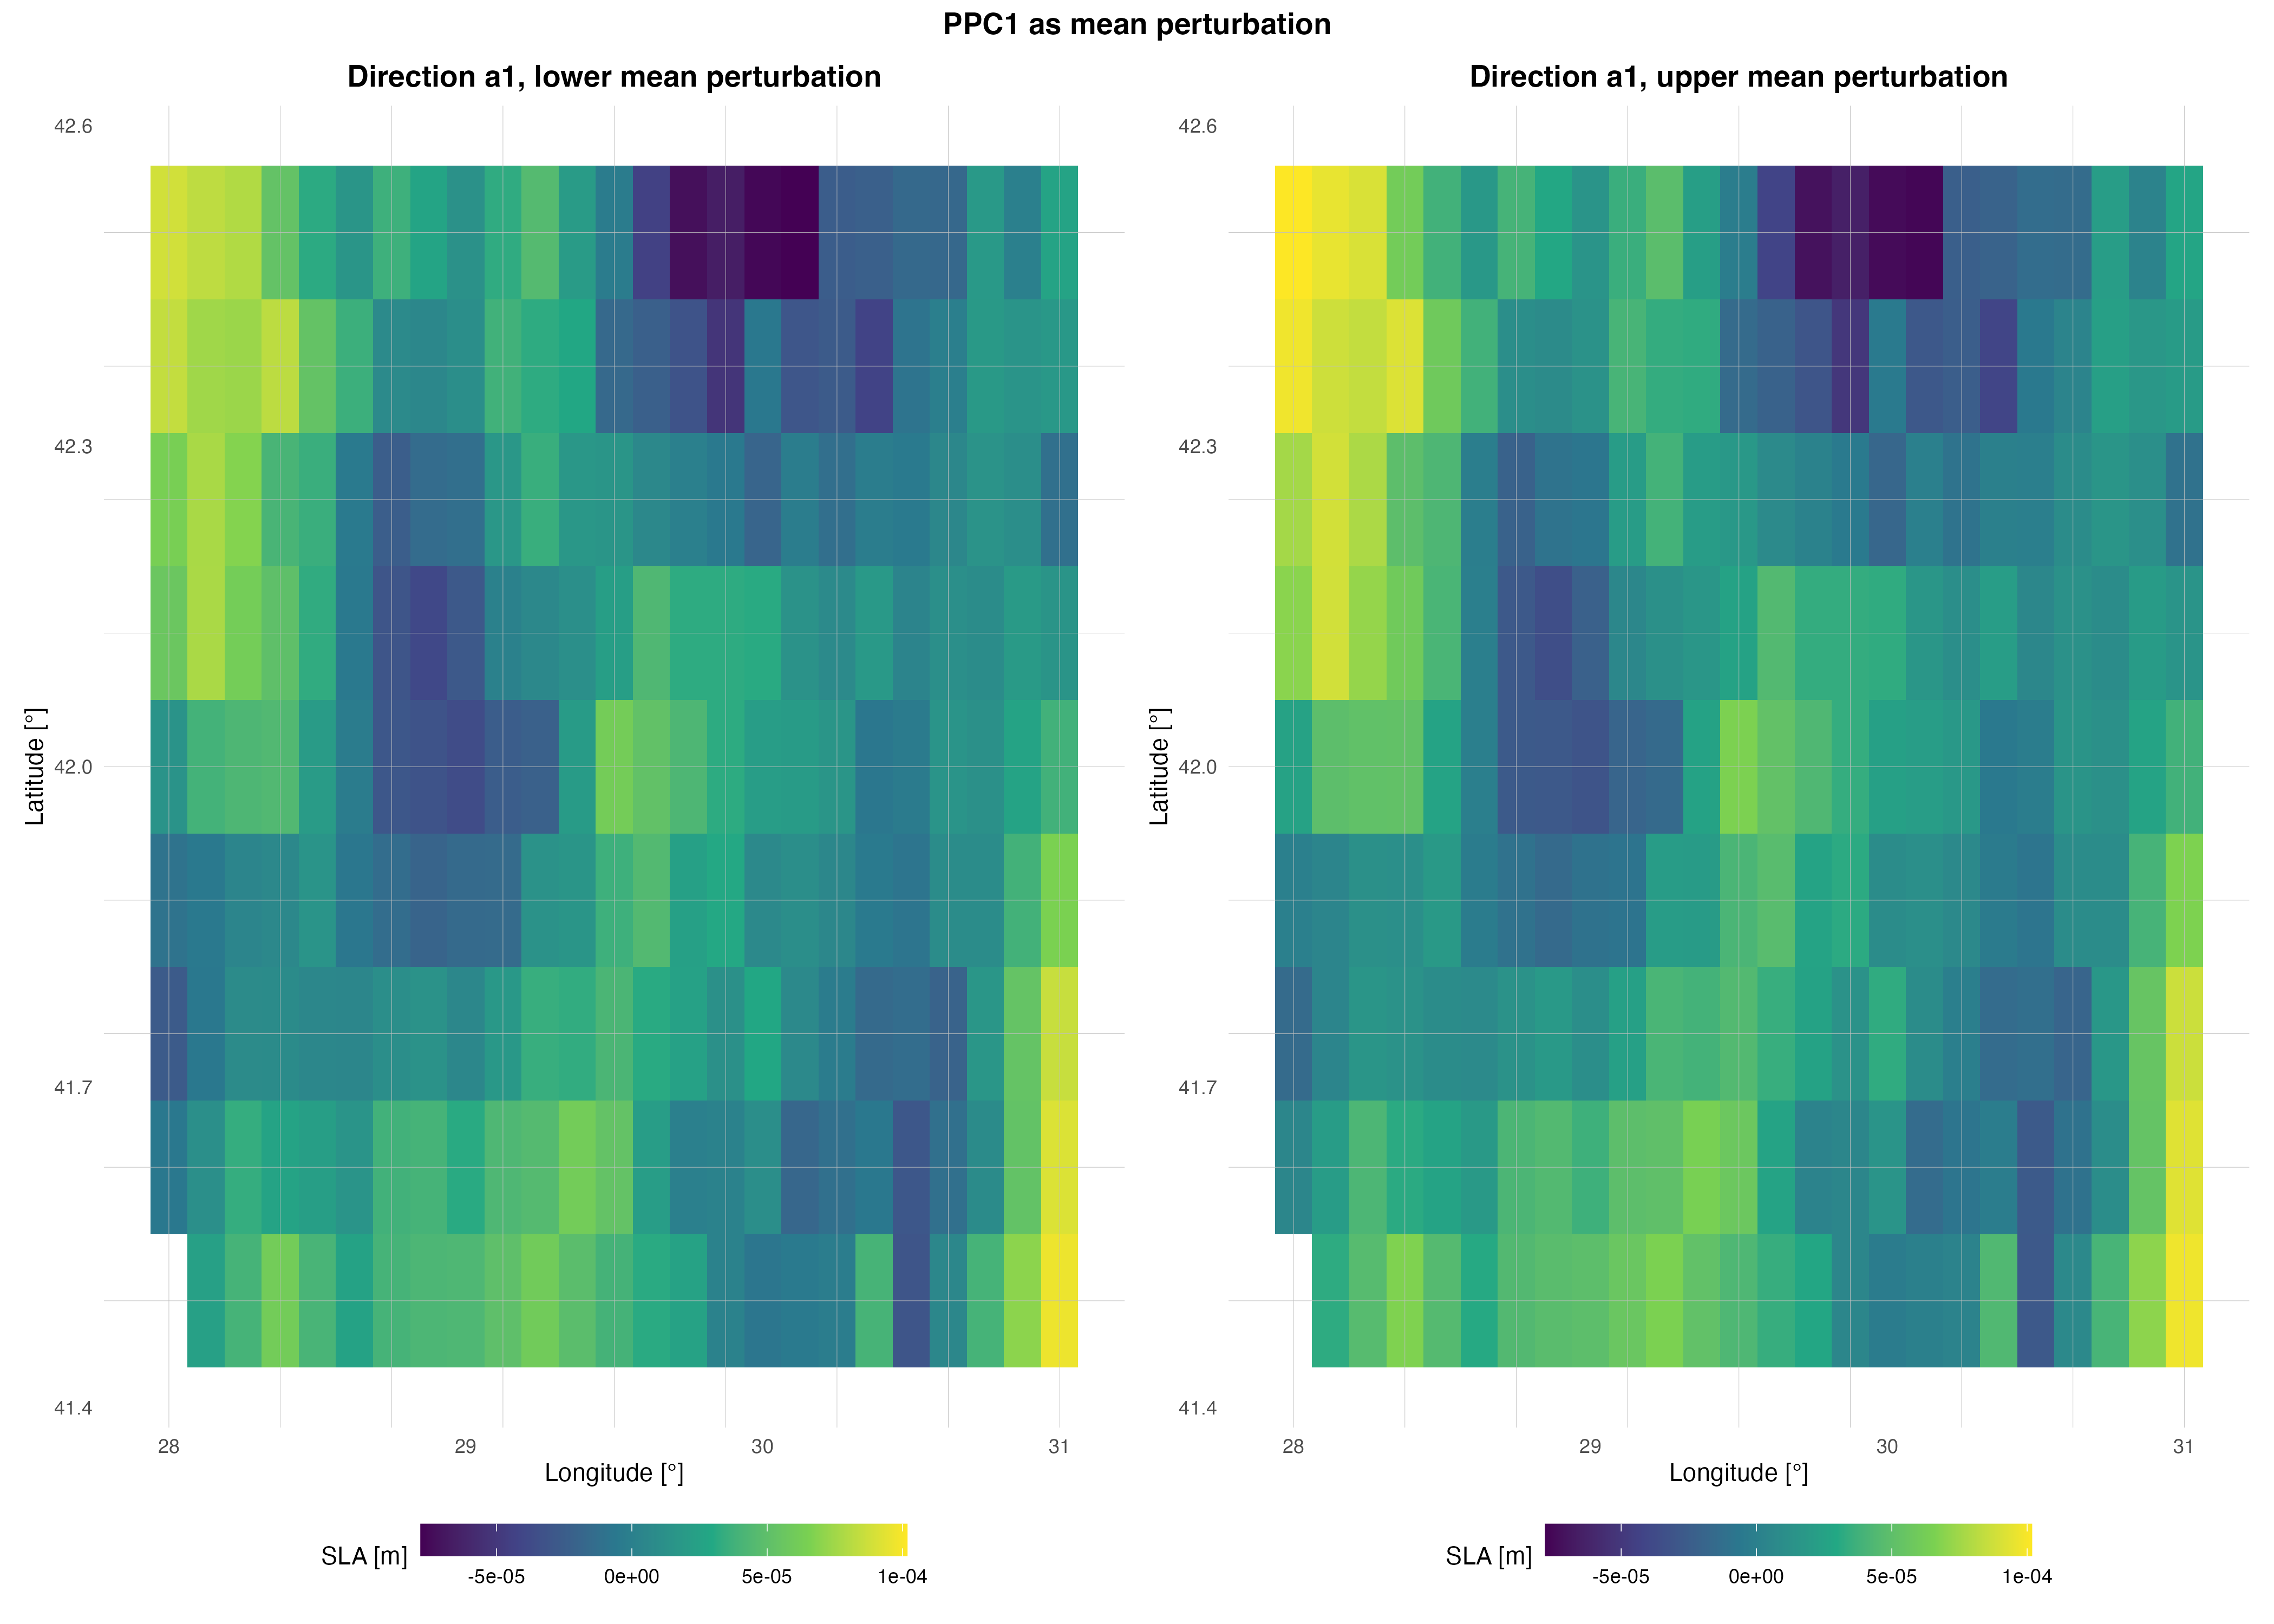 PPC1 as mean perturbation
Direction a1, lower mean perturbation
Latitude [°]
42.6
42.3
42.0
41.7
41.4
28 29 30 31
Longitude [°]
SLA [m]
-5e-05 0e+00 5e-05 1e-04
Direction a1, upper mean perturbation
Latitude [°]
42.6
42.3
42.0
41.7
41.4
28 29 30 31
Longitude [°]
SLA [m]
-5e-05 0e+00 5e-05 1e-04